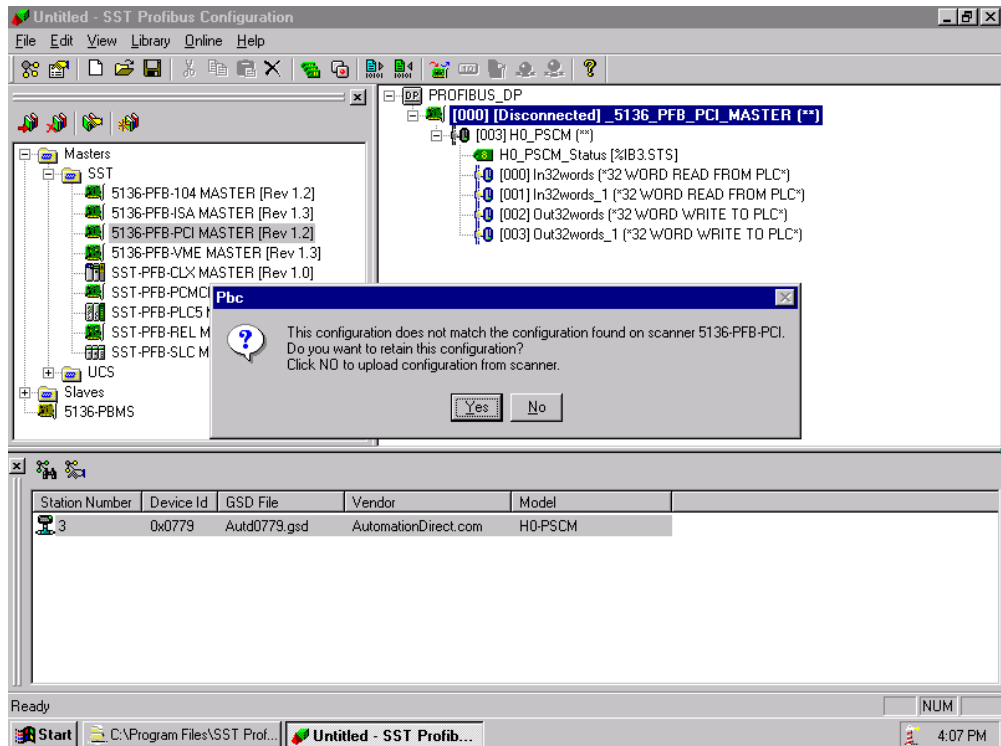 Untitled - SST Profibus Configuration
File Edit View Library Online Help
PROFIBUS_DP
[000] [Disconnected] _5136_PFB_PCI_MASTER (**)
[003] H0_PSCM (**)
H0_PSCM_Status [%IB3.STS]
[000] In32words (*32 WORD READ FROM PLC*)
[001] In32words_1 (*32 WORD READ FROM PLC*)
[002] Out32words (*32 WORD WRITE TO PLC*)
[003] Out32words_1 (*32 WORD WRITE TO PLC*)
Masters
SST
5136-PFB-104 MASTER [Rev 1.2]
5136-PFB-ISA MASTER [Rev 1.3]
5136-PFB-PCI MASTER [Rev 1.2]
5136-PFB-VME MASTER [Rev 1.3]
SST-PFB-CLX MASTER [Rev 1.0]
SST-PFB-PCMCI
SST-PFB-PLC5 M
SST-PFB-REL M
SST-PFB-SLC M
UCS
Slaves
5136-PBMS
Pbc
This configuration does not match the configuration found on scanner 5136-PFB-PCI.
Do you want to retain this configuration?
Click NO to upload configuration from scanner.
Yes No
Station Number Device Id GSD File Vendor Model
3 0x0779 Autd0779.gsd AutomationDirect.com H0-PSCM
Ready NUM
Start C:\Program Files\SST Prof... Untitled - SST Profib... 4:07 PM